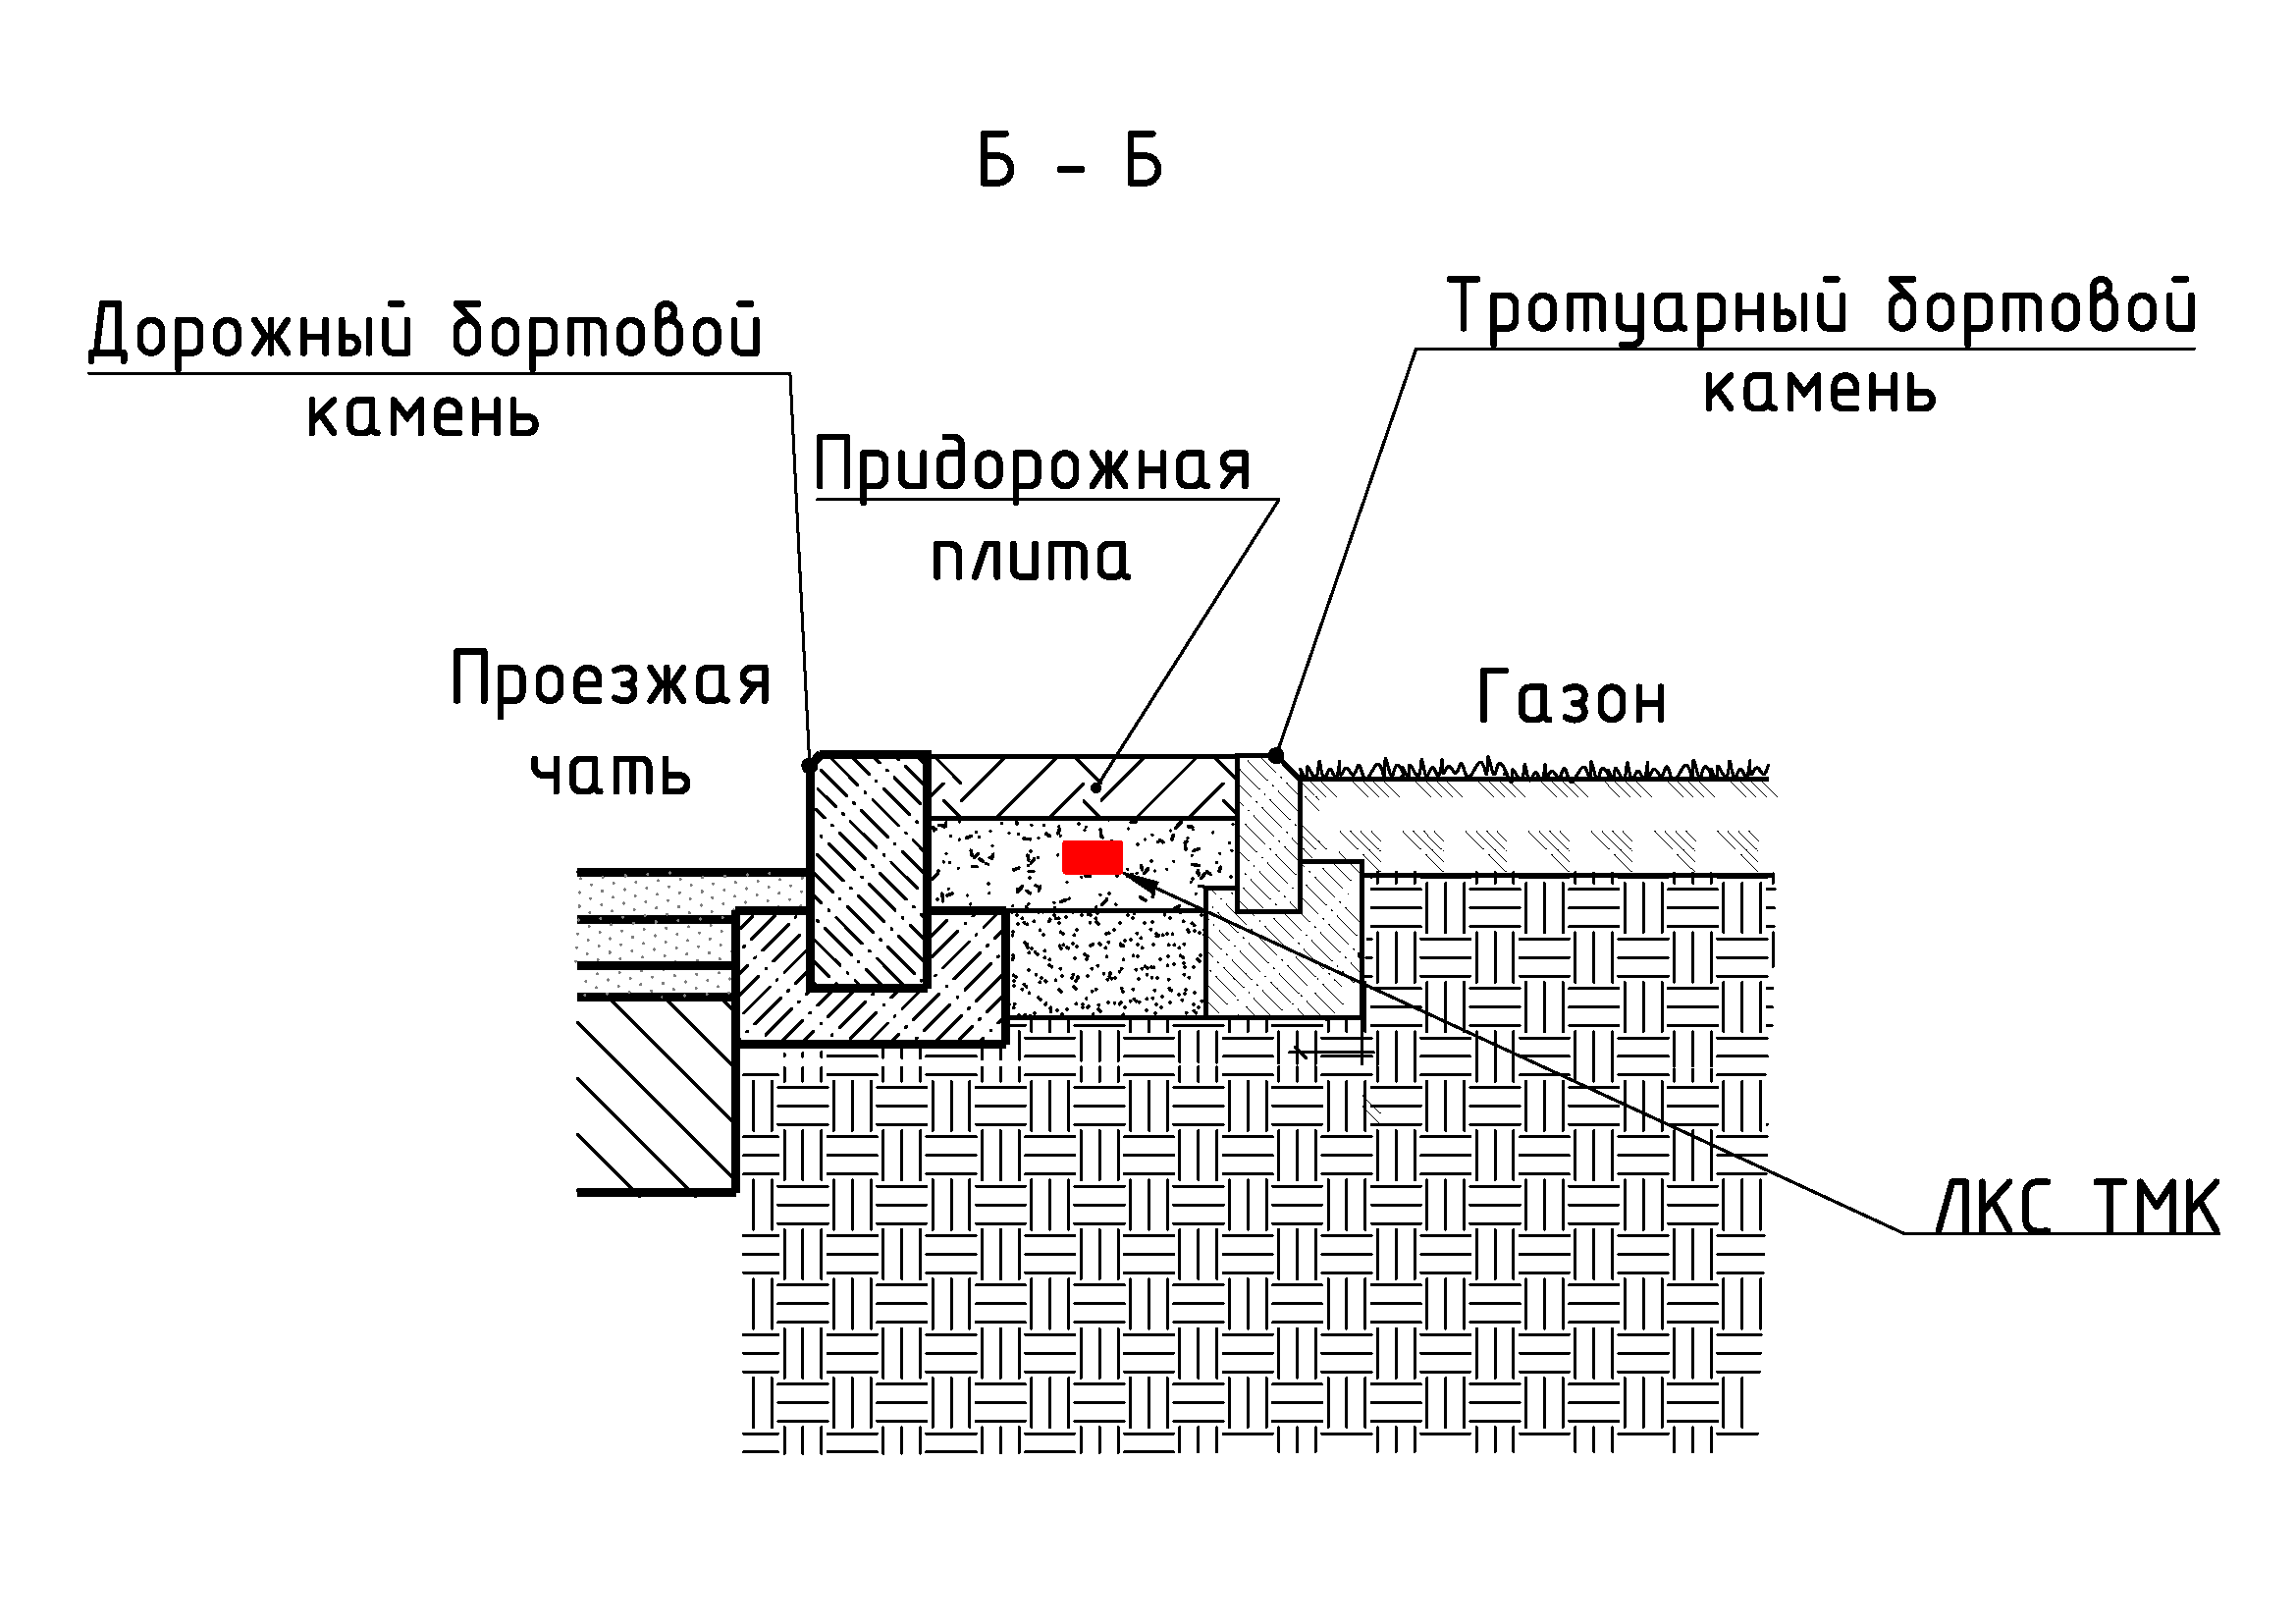 Б - Б
Дорожный бортовой
камень
Тротуарный бортовой
камень
Придорожная
плита
Проезжая
чать
Газон
ЛКС ТМК